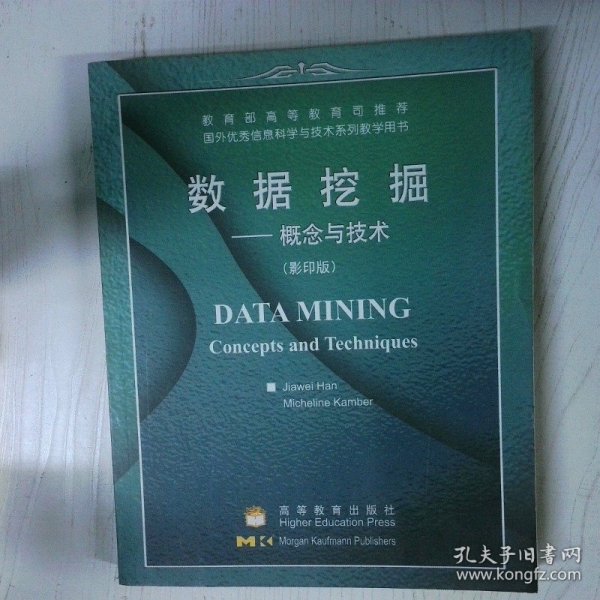 教育部高等教育司推荐
国外优秀信息科学与技术系列教学用书
数据挖掘
——概念与技术
(影印版)
DATA MINING
Concepts and Techniques
Jiawei Han
Micheline Kamber
高等教育出版社
Higher Education Press
MK Morgan Kaufmann Publishers
孔夫子旧书网
www.kongfz.com